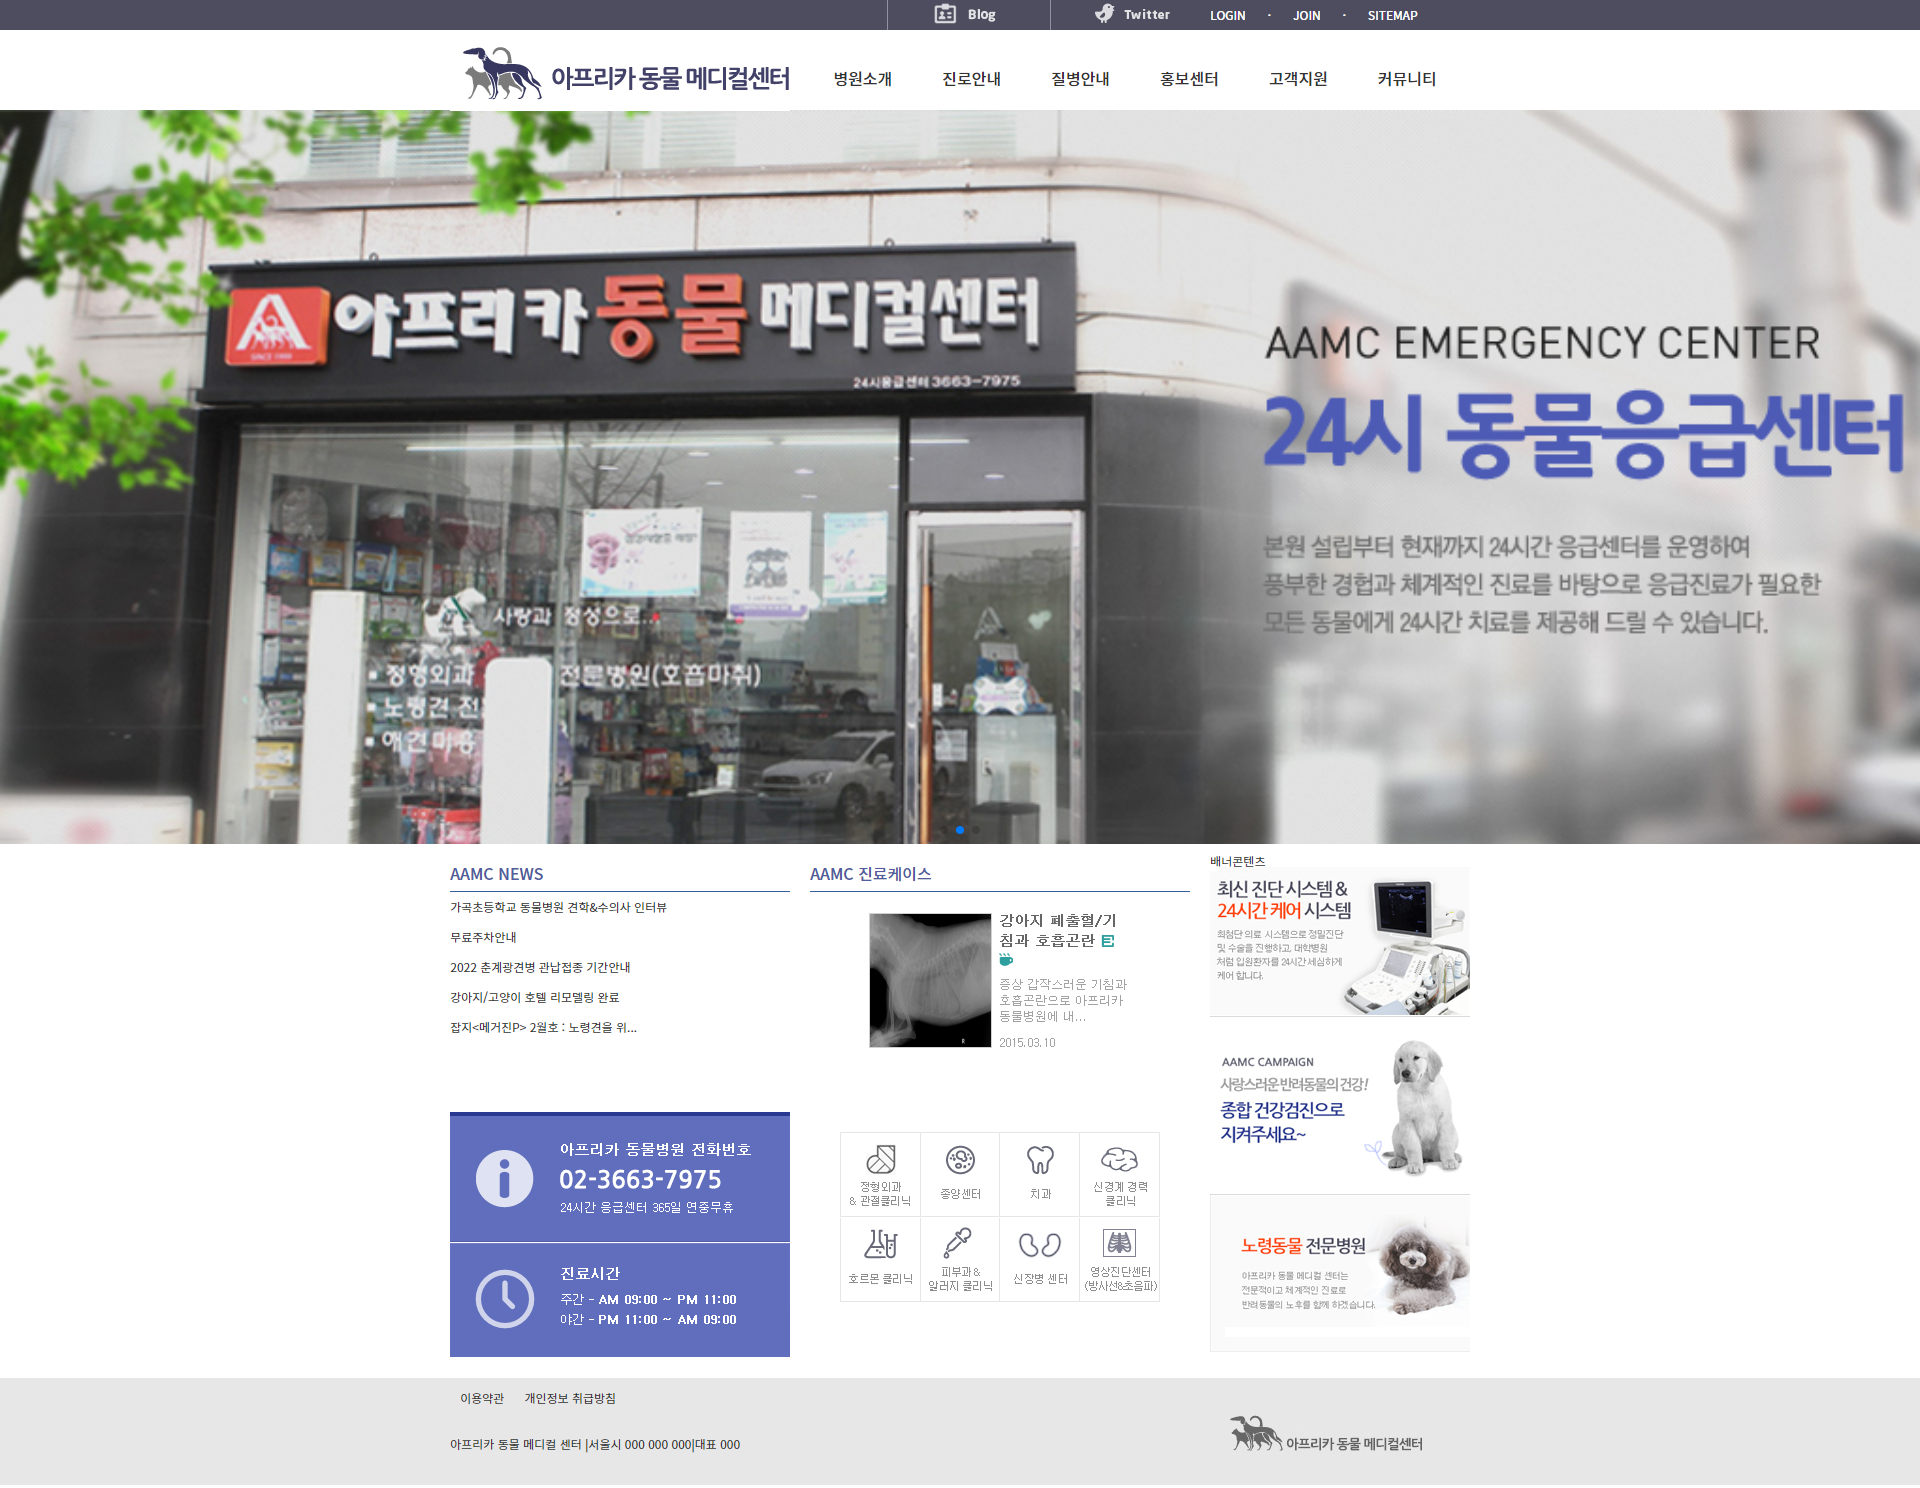 Blog
Twitter
LOGIN · JOIN · SITEMAP
아프리카 동물 메디컬센터
병원소개 진료안내 질병안내 홍보센터 고객지원 커뮤니티
아프리카동물메디컬센터
SINCE 1999
24시응급센터 3663-7975
AAMC EMERGENCY CENTER
24시 동물응급센터
본원 설립부터 현재까지 24시간 응급센터를 운영하여
풍부한 경험과 체계적인 진료를 바탕으로 응급진료가 필요한
모든 동물에게 24시간 치료를 제공해 드릴 수 있습니다.
사랑과 정성으로...
정형외과 전문병원(호흡마취)
노령견 전
애견미용
AAMC NEWS
가곡초등학교 동물병원 견학&수의사 인터뷰
무료주차안내
2022 춘계광견병 관납접종 기간안내
강아지/고양이 호텔 리모델링 완료
잡지<메거진P> 2월호 : 노령견을 위...
AAMC 진료케이스
강아지 폐출혈/기
침과 호흡곤란
증상 갑작스러운 기침과
호흡곤란으로 아프리카
동물병원에 내...
2015.03.10
배너콘텐츠
최신 진단 시스템 &
24시간 케어 시스템
최첨단 의료 시스템으로 정밀진단
및 수술을 진행하고, 대학병원
처럼 입원환자를 24시간 세심하게
케어 합니다.
AAMC CAMPAIGN
사랑스러운 반려동물의 건강!
종합 건강검진으로
지켜주세요~
노령동물 전문병원
아프리카 동물 메디컬 센터는
전문적이고 체계적인 진료로
반려동물의 노후를 함께 하겠습니다.
아프리카 동물병원 전화번호
02-3663-7975
24시간 응급센터 365일 연중무휴
진료시간
주간 - AM 09:00 ~ PM 11:00
야간 - PM 11:00 ~ AM 09:00
정형외과
& 관절클리닉
종양센터
치과
신경계 경력
클리닉
호르몬 클리닉
피부과&
알러지 클리닉
신장병 센터
영상진단센터
(방사선&초음파)
이용약관 개인정보 취급방침
아프리카 동물 메디컬 센터 |서울시 000 000 000|대표 000
아프리카 동물 메디컬센터